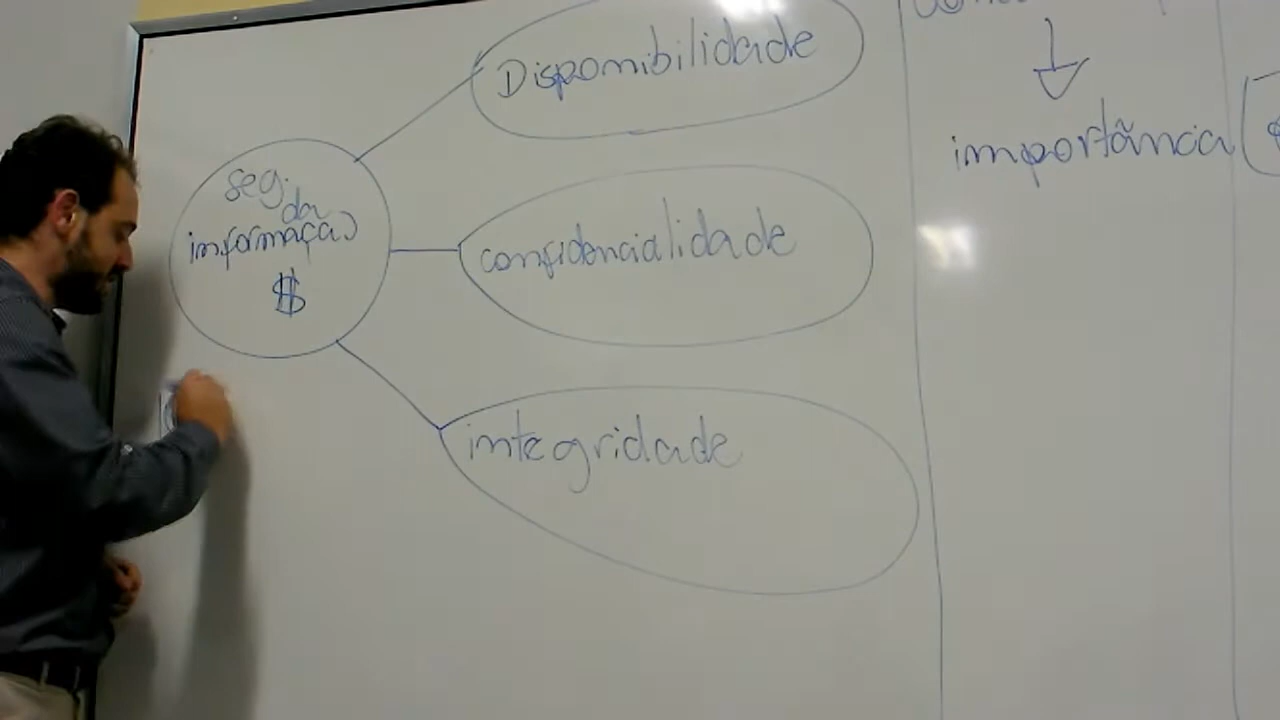 Disponibilidade
seg.
da
informação
$
confidencialidade
integridade
importância